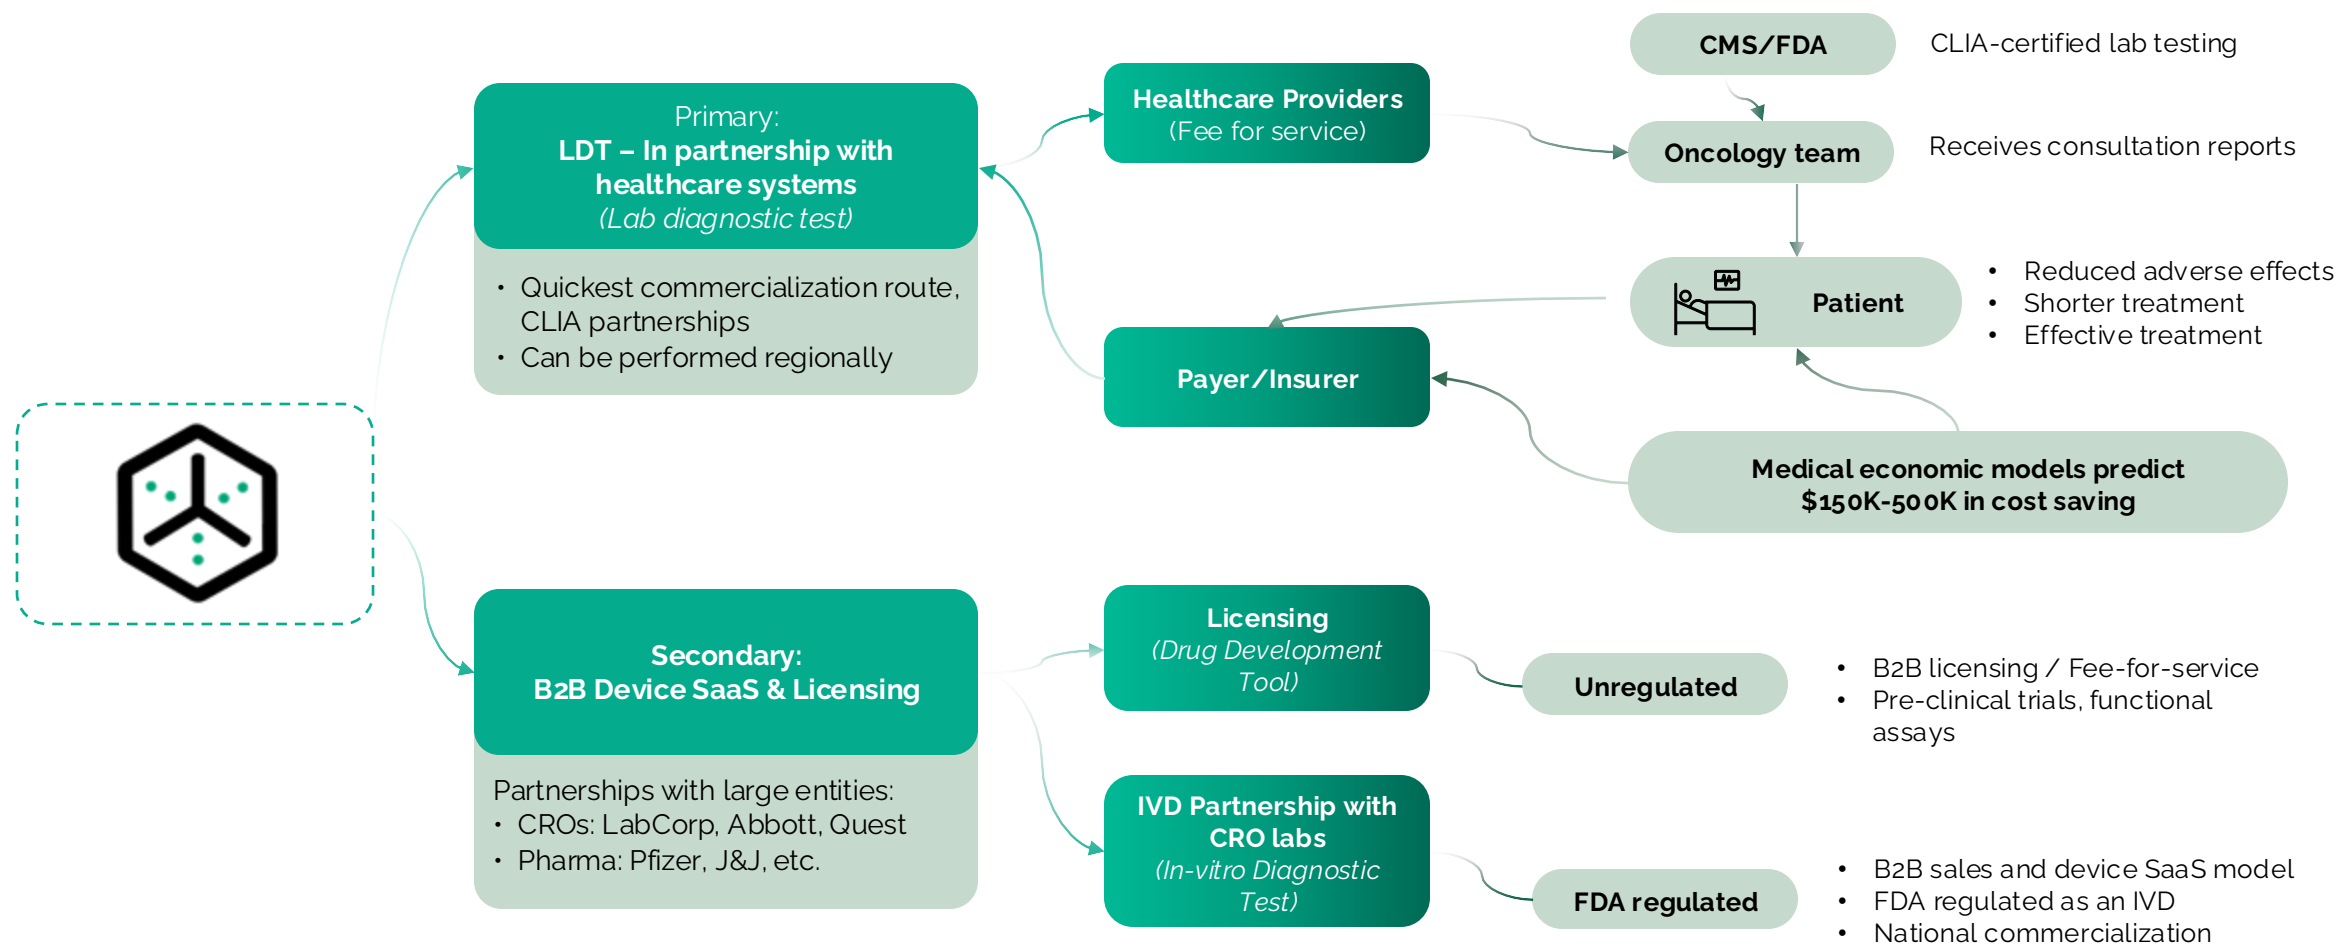 Primary:
LDT – In partnership with
healthcare systems
(Lab diagnostic test)
• Quickest commercialization route,
CLIA partnerships
• Can be performed regionally
Healthcare Providers
(Fee for service)
Payer/Insurer
CMS/FDA
CLIA-certified lab testing
Oncology team
Receives consultation reports
Patient
• Reduced adverse effects
• Shorter treatment
• Effective treatment
Medical economic models predict
$150K-500K in cost saving
Secondary:
B2B Device SaaS & Licensing
Partnerships with large entities:
• CROs: LabCorp, Abbott, Quest
• Pharma: Pfizer, J&J, etc.
Licensing
(Drug Development
Tool)
Unregulated
• B2B licensing / Fee-for-service
• Pre-clinical trials, functional
assays
IVD Partnership with
CRO labs
(In-vitro Diagnostic
Test)
FDA regulated
• B2B sales and device SaaS model
• FDA regulated as an IVD
• National commercialization